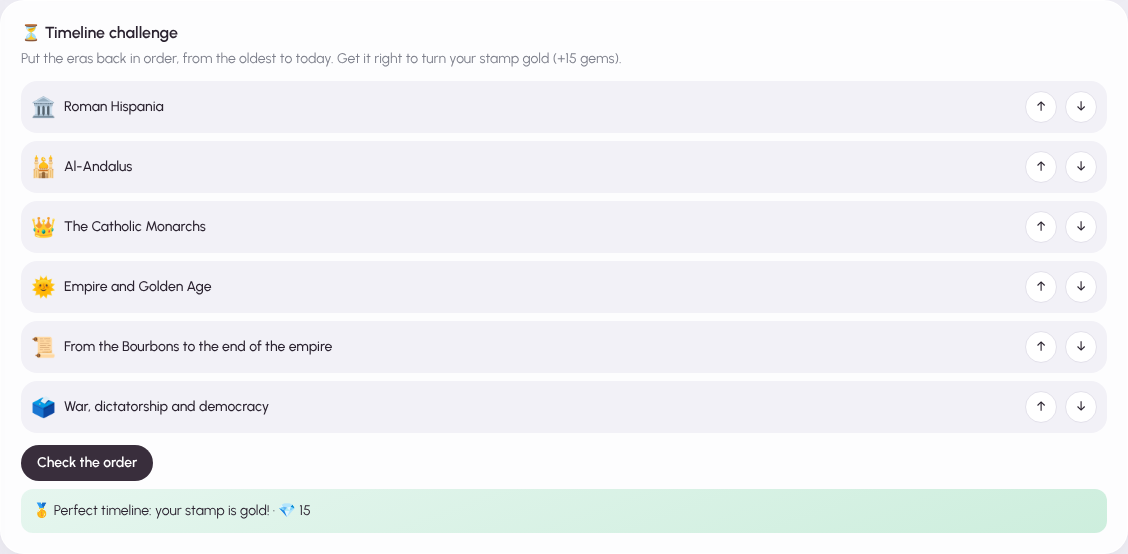 ⏳ Timeline challenge
Put the eras back in order, from the oldest to today. Get it right to turn your stamp gold (+15 gems).
🏛️ Roman Hispania ↑ ↓
🕌 Al-Andalus ↑ ↓
👑 The Catholic Monarchs ↑ ↓
🌞 Empire and Golden Age ↑ ↓
📜 From the Bourbons to the end of the empire ↑ ↓
🗳️ War, dictatorship and democracy ↑ ↓
Check the order
🥇 Perfect timeline: your stamp is gold! · 💎 15